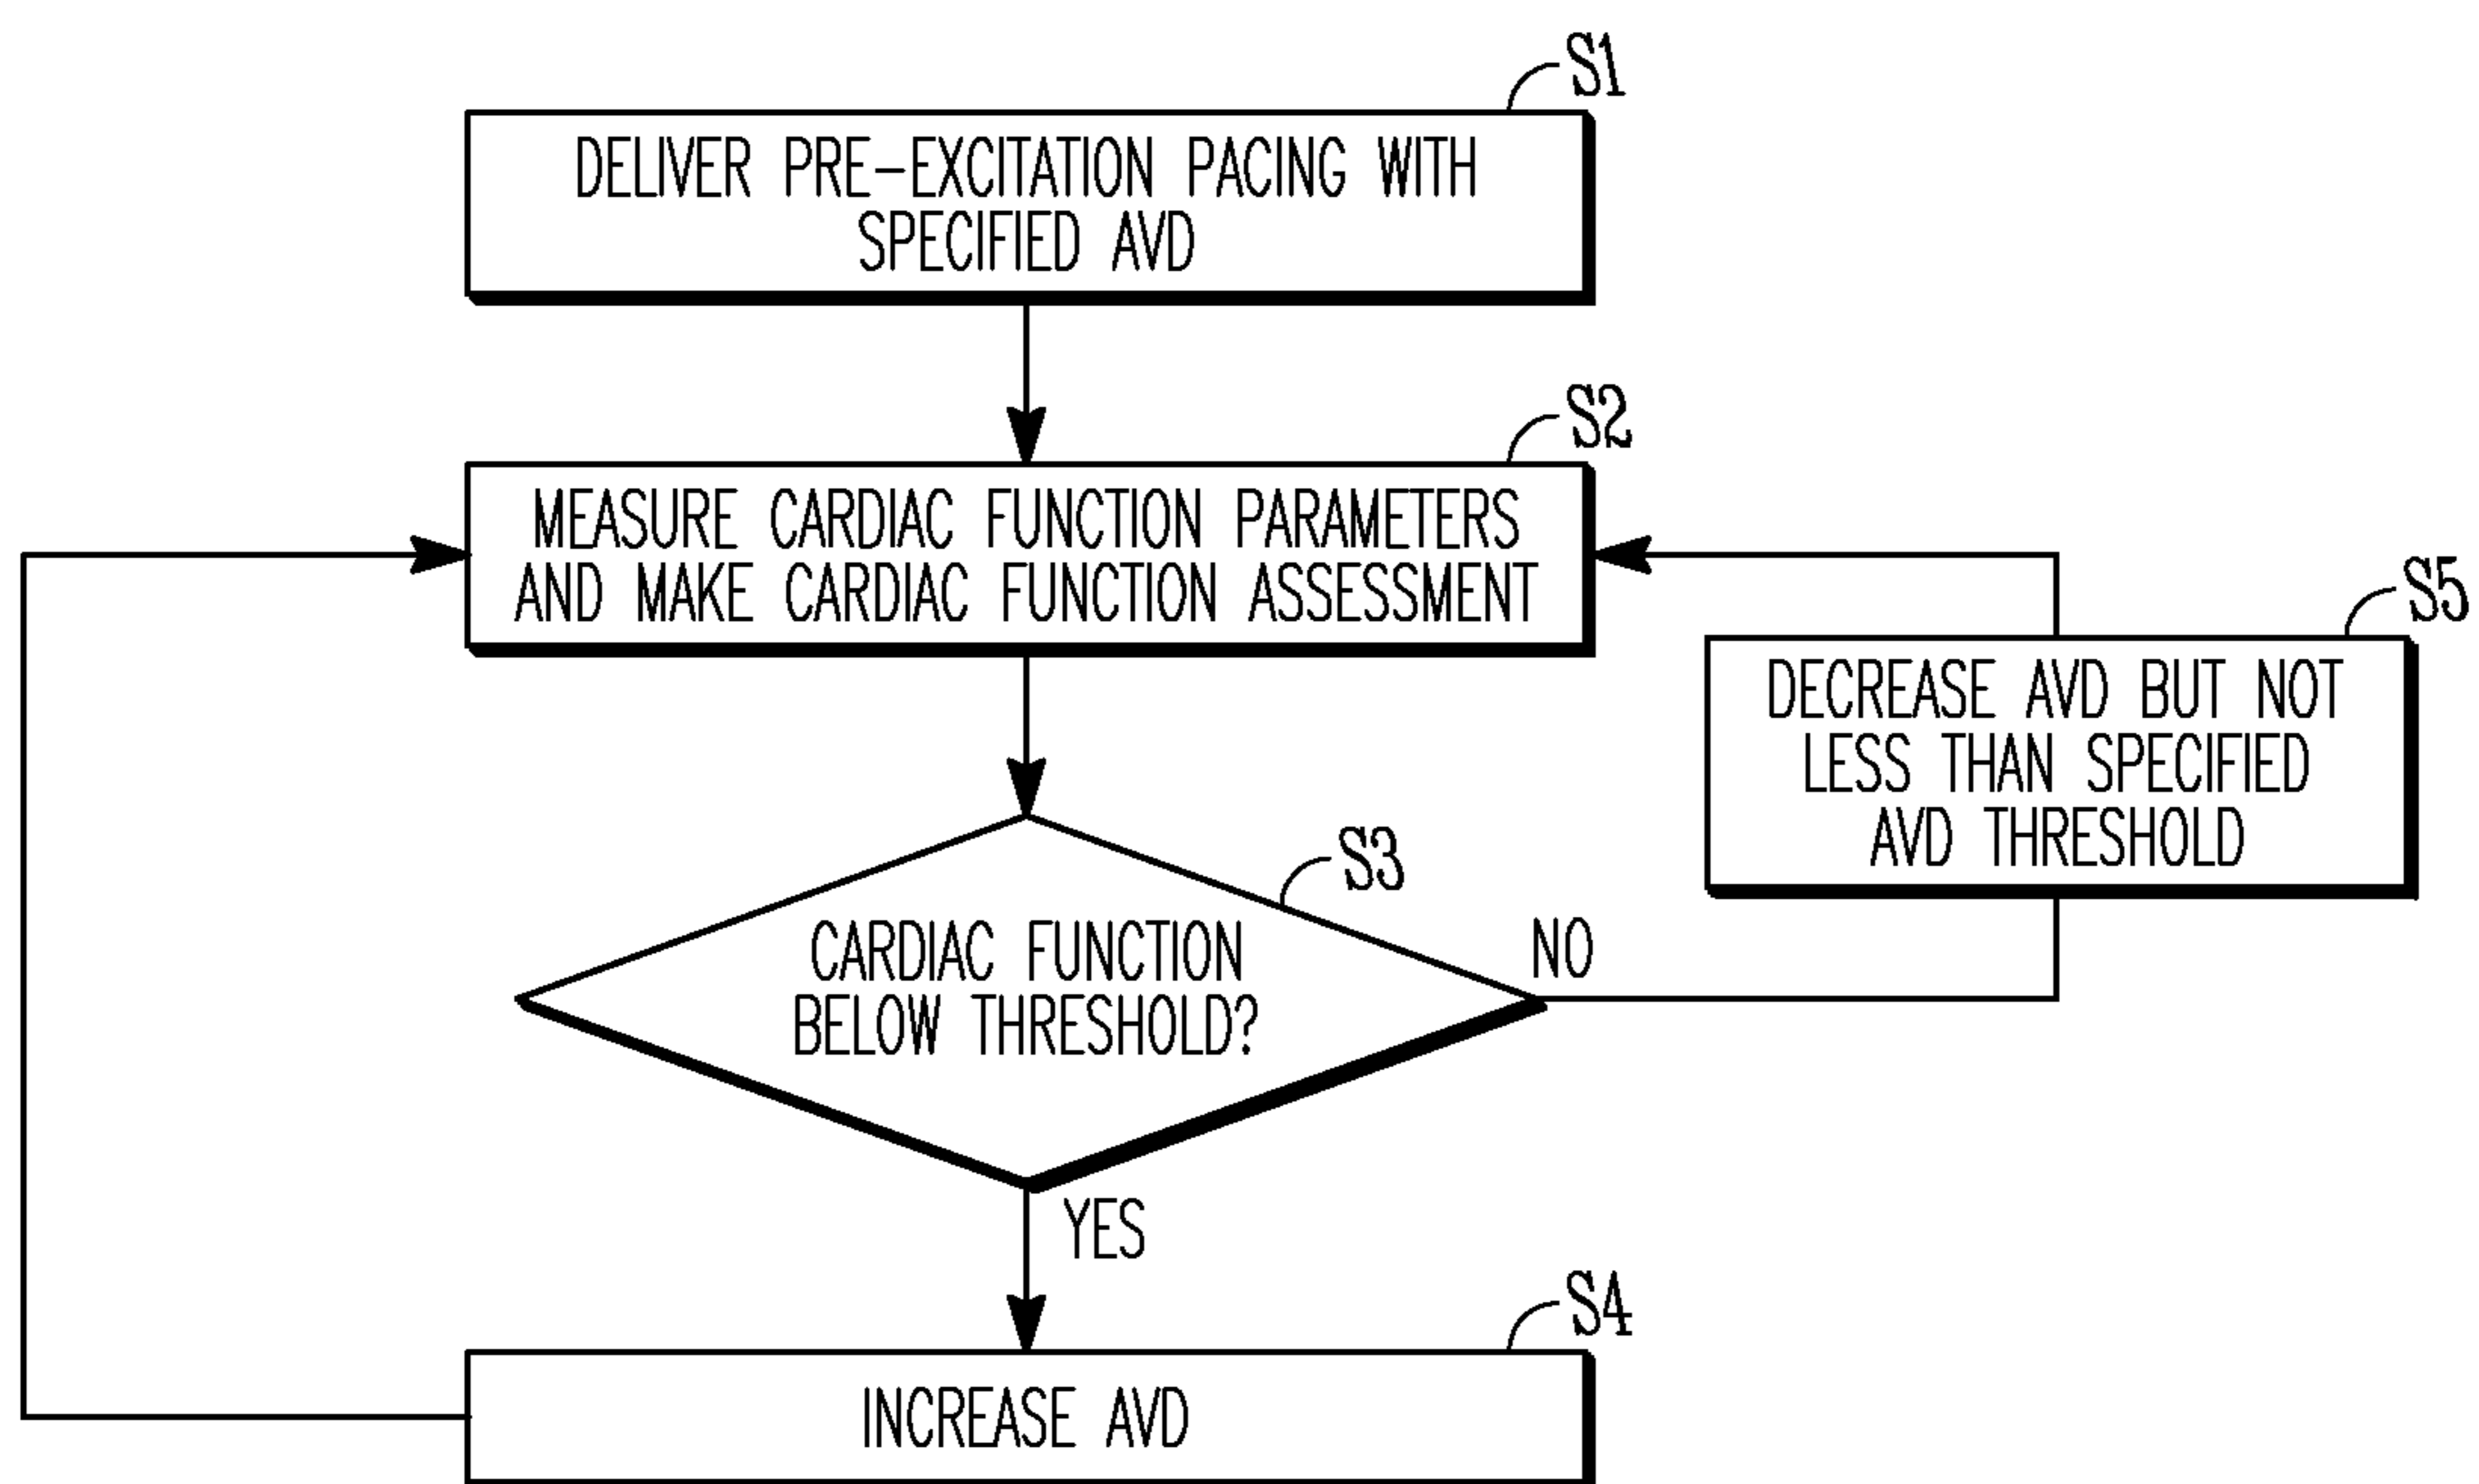 S1
DELIVER PRE-EXCITATION PACING WITH
SPECIFIED AVD
S2
MEASURE CARDIAC FUNCTION PARAMETERS
AND MAKE CARDIAC FUNCTION ASSESSMENT
S5
DECREASE AVD BUT NOT
LESS THAN SPECIFIED
AVD THRESHOLD
S3
CARDIAC FUNCTION
BELOW THRESHOLD?
NO
YES
S4
INCREASE AVD